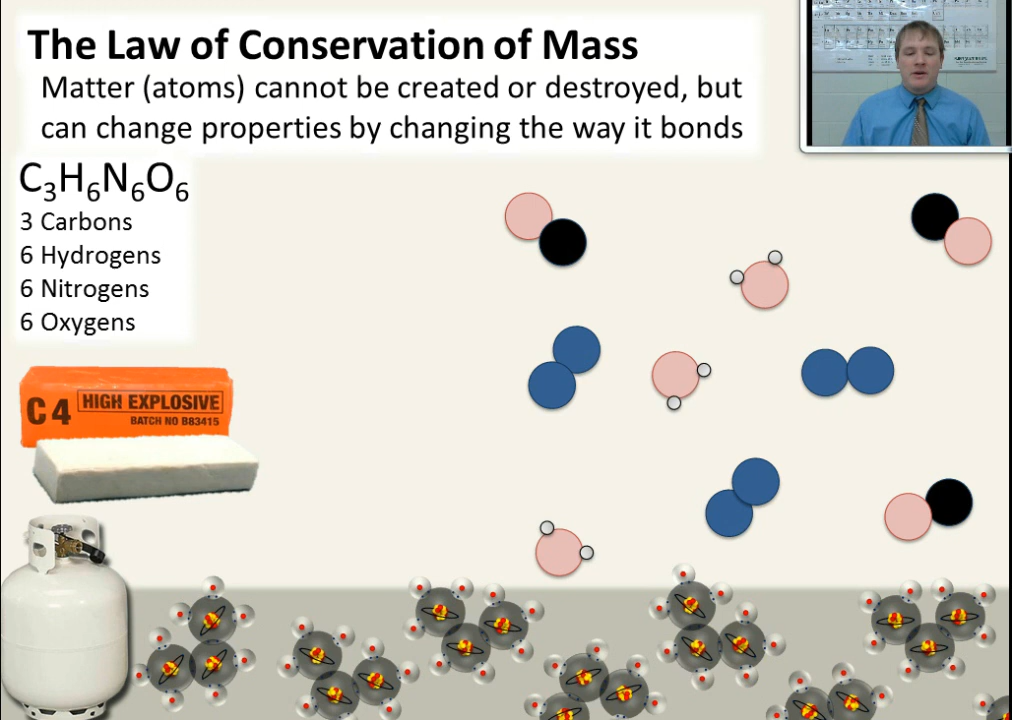 The Law of Conservation of Mass
Matter (atoms) cannot be created or destroyed, but
can change properties by changing the way it bonds
C₃H₆N₆O₆
3 Carbons
6 Hydrogens
6 Nitrogens
6 Oxygens
C4 HIGH EXPLOSIVE
BATCH NO B83415